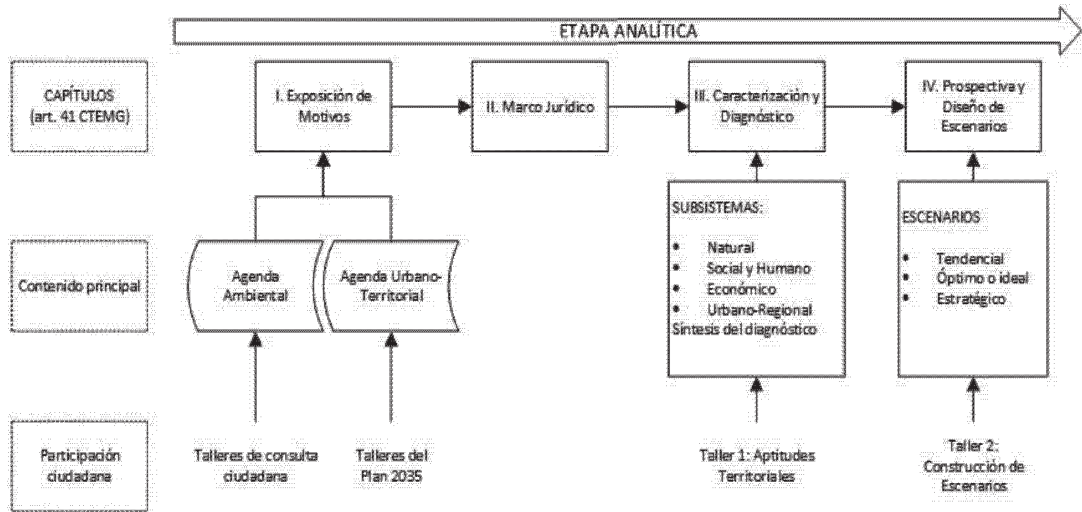 ETAPA ANALÍTICA
CAPÍTULOS
(art. 41 CTEMG)
I. Exposición de
Motivos
II. Marco Jurídico
III. Caracterización y
Diagnóstico
IV. Prospectiva y
Diseño de
Escenarios
Contenido principal
Agenda
Ambiental
Agenda Urbano-
Territorial
SUBSISTEMAS:
• Natural
• Social y Humano
• Económico
• Urbano-Regional
Síntesis del diagnóstico
ESCENARIOS
• Tendencial
• Óptimo o ideal
• Estratégico
Participación
ciudadana
Talleres de consulta
ciudadana
Talleres del
Plan 2035
Taller 1: Aptitudes
Territoriales
Taller 2:
Construcción de
Escenarios